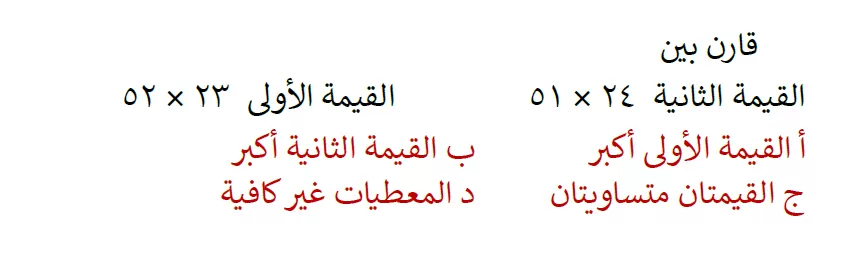 قارن بين
القيمة الثانية ٢٤ × ٥١ القيمة الأولى ٢٣ × ٥٢
أ القيمة الأولى أكبر ب القيمة الثانية أكبر
ج القيمتان متساويتان د المعطيات غير كافية